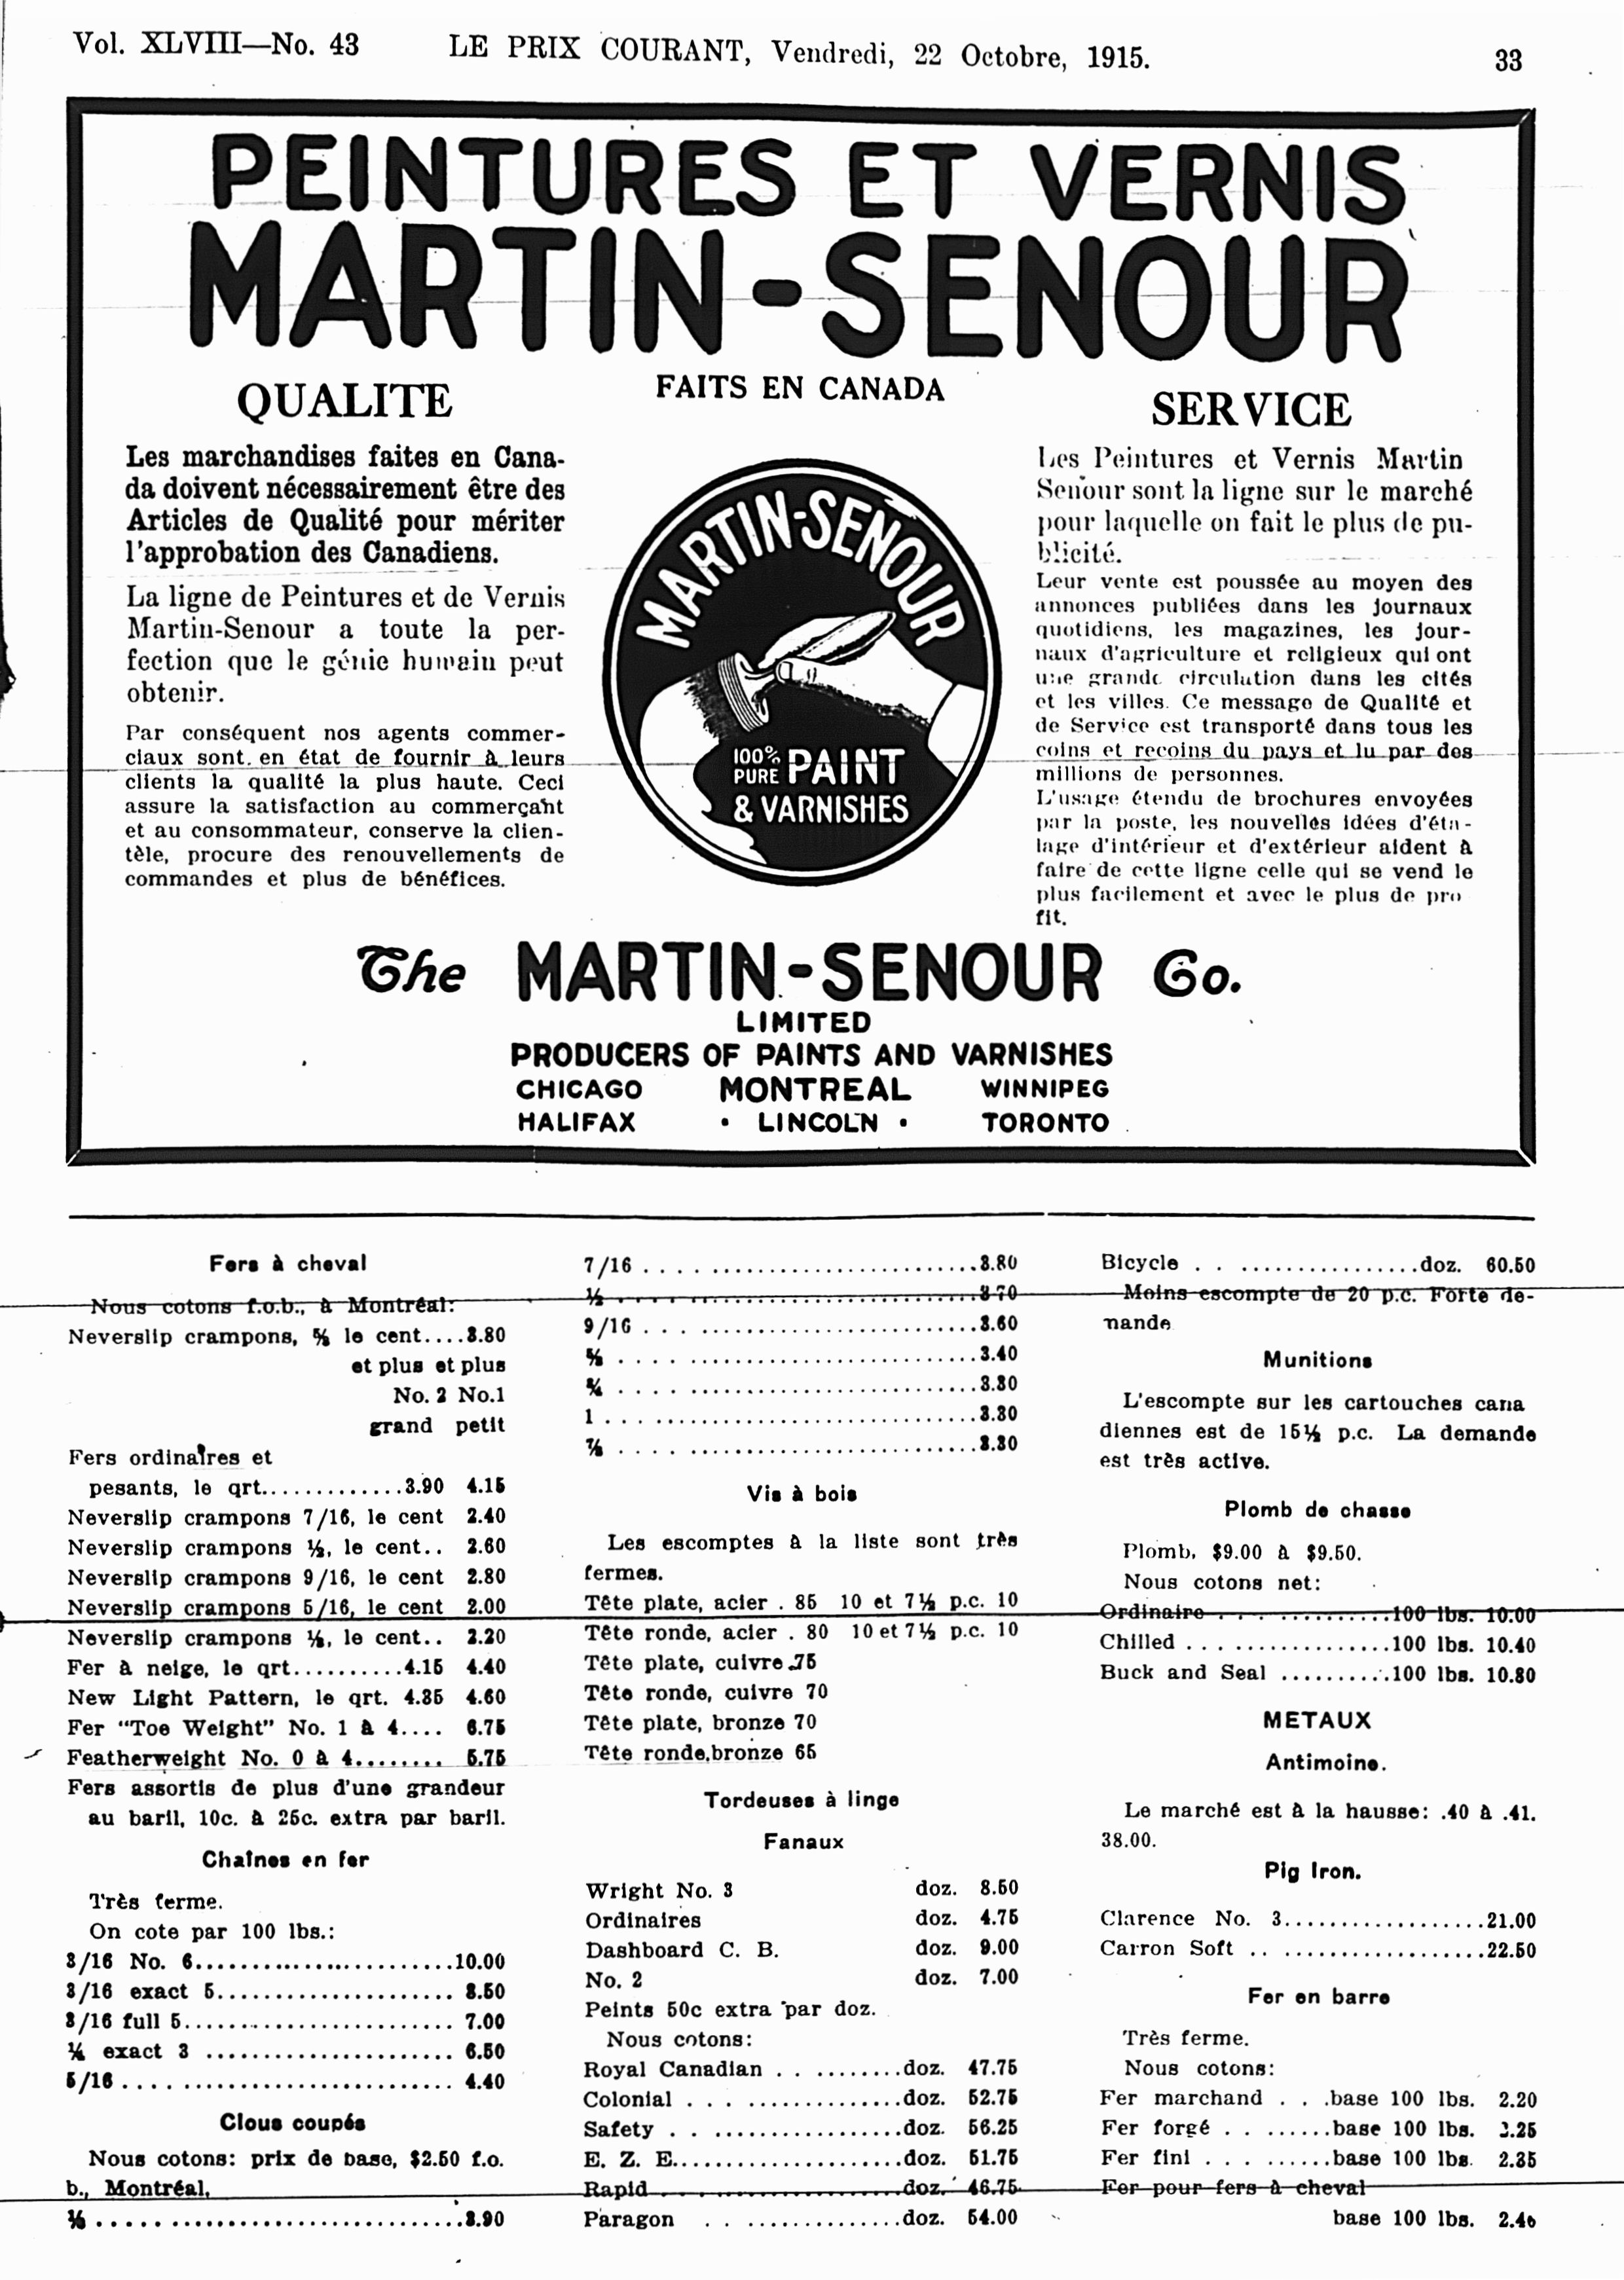 Vol. XLVIII—No. 43 LE PRIX COURANT, Vendredi, 22 Octobre, 1915. 33
PEINTURES ET VERNIS
MARTIN-SENOUR
FAITS EN CANADA
QUALITE
Les marchandises faites en Cana-
da doivent nécessairement être des
Articles de Qualité pour mériter
l'approbation des Canadiens.
La ligne de Peintures et de Vernis
Martin-Senour a toute la per-
fection que le génie humain peut
obtenir.
Par conséquent nos agents commer-
ciaux sont en état de fournir à leurs
clients la qualité la plus haute. Ceci
assure la satisfaction au commerçant
et au consommateur, conserve la clien-
tèle, procure des renouvellements de
commandes et plus de bénéfices.
MARTIN-SENOUR
100% PURE PAINT
& VARNISHES
SERVICE
Les Peintures et Vernis Martin
Senour sont la ligne sur le marché
pour laquelle on fait le plus de pu-
blicité.
Leur vente est poussée au moyen des
annonces publiées dans les journaux
quotidiens, les magazines, les jour-
naux d'agriculture et religieux qui ont
une grande circulation dans les cités
et les villes. Ce message de Qualité et
de Service est transporté dans tous les
coins et recoins du pays et lu par des
millions de personnes.
L'usage étendu de brochures envoyées
par la poste, les nouvelles idées d'éta-
lage d'intérieur et d'extérieur aident à
faire de cette ligne celle qui se vend le
plus facilement et avec le plus de pro
fit.
The MARTIN-SENOUR Co.
LIMITED
PRODUCERS OF PAINTS AND VARNISHES
CHICAGO MONTREAL WINNIPEG
HALIFAX • LINCOLN • TORONTO
Fers à cheval
Nous cotons f.o.b., à Montréal:
Neverslip crampons, ⅝ le cent....3.80
et plus et plus
No. 2 No.1
grand petit
Fers ordinaires et
pesants, le qrt.............3.90 4.15
Neverslip crampons 7/16, le cent 2.40
Neverslip crampons ½, le cent.. 2.60
Neverslip crampons 9/16, le cent 2.80
Neverslip crampons 5/16, le cent 2.00
Neverslip crampons ⅜, le cent.. 2.20
Fer à neige, le qrt..........4.15 4.40
New Light Pattern, le qrt. 4.35 4.60
Fer "Toe Weight" No. 1 à 4.... 6.75
Featherweight No. 0 à 4........ 5.75
Fers assortis de plus d'une grandeur
au baril, 10c. à 25c. extra par baril.
Chaînes en fer
Très ferme.
On cote par 100 lbs.:
3/16 No. 6........................10.00
3/16 exact 5...................... 8.50
3/16 full 5......................... 7.00
¼ exact 3 ....................... 6.50
5/16 .............................. 4.40
Clous coupés
Nous cotons: prix de base, $2.50 f.o.
b., Montréal.
⅜ ..................................3.90
7/16 ..............................3.80
½ .................................3.70
9/16 ..............................3.60
⅝ .................................3.40
¾ .................................3.30
1 ..................................3.30
⅞ .................................3.30
Vis à bois
Les escomptes à la liste sont très
fermes.
Tête plate, acier . 85 10 et 7½ p.c. 10
Tête ronde, acier . 80 10 et 7½ p.c. 10
Tête plate, cuivre 75
Tête ronde, cuivre 70
Tête plate, bronze 70
Tête ronde, bronze 65
Tordeuses à linge
Fanaux
Wright No. 3 doz. 8.50
Ordinaires doz. 4.75
Dashboard C. B. doz. 9.00
No. 2 doz. 7.00
Peints 50c extra par doz.
Nous cotons:
Royal Canadian . . ........doz. 47.75
Colonial . . . ...............doz. 52.75
Safety . . ..................doz. 56.25
E. Z. E.....................doz. 51.75
Rapid.......................doz. 46.75
Paragon . . ..............doz. 54.00
Bicycle . . ................doz. 60.50
Moins escompte de 20 p.c. Forte de-
mande
Munitions
L'escompte sur les cartouches cana
diennes est de 15½ p.c. La demande
est très active.
Plomb de chasse
Plomb, $9.00 à $9.50.
Nous cotons net:
Ordinaire . . . ..........100 lbs. 10.00
Chilled . . . ...............100 lbs. 10.40
Buck and Seal ..........100 lbs. 10.80
METAUX
Antimoine.
Le marché est à la hausse: .40 à .41.
38.00.
Pig Iron.
Clarence No. 3..................21.00
Carron Soft .. ..................22.50
Fer en barre
Très ferme.
Nous cotons:
Fer marchand . . .base 100 lbs. 2.20
Fer forgé . . .......base 100 lbs. 2.25
Fer fini . . . .........base 100 lbs. 2.35
Fer pour fers à cheval
base 100 lbs. 2.40